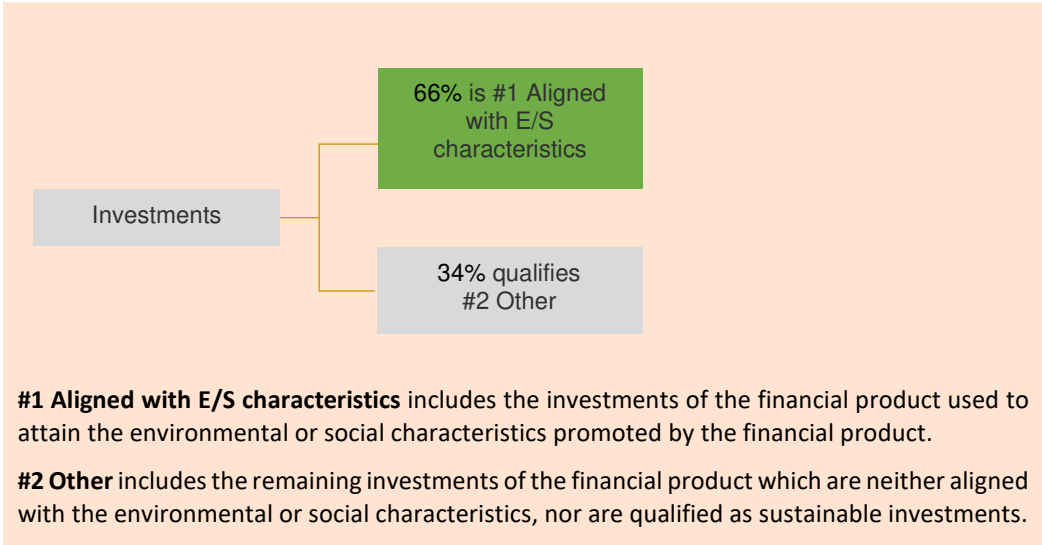 66% is #1 Aligned
with E/S
characteristics
Investments
34% qualifies
#2 Other
#1 Aligned with E/S characteristics includes the investments of the financial product used to
attain the environmental or social characteristics promoted by the financial product.
#2 Other includes the remaining investments of the financial product which are neither aligned
with the environmental or social characteristics, nor are qualified as sustainable investments.